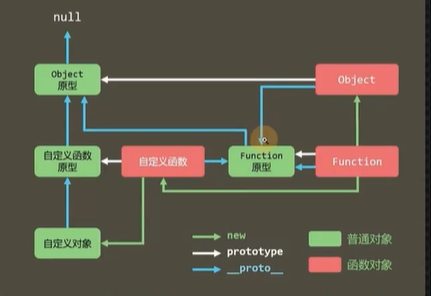 null
Object
原型
Object
自定义函数
原型
自定义函数
Function
原型
Function
自定义对象
new
prototype
__proto__
普通对象
函数对象